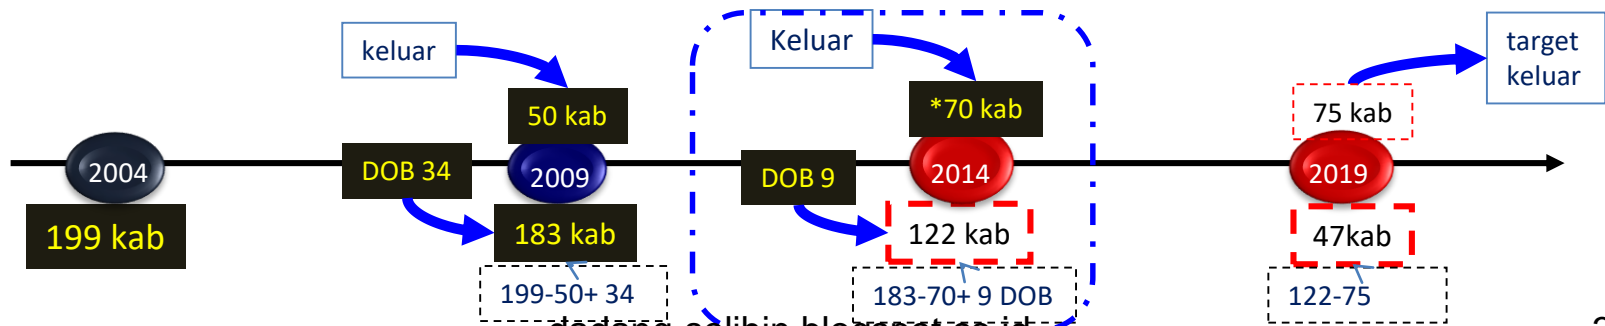 keluar
50 kab
DOB 34
2004
199 kab
2009
183 kab
199-50+ 34
Keluar
*70 kab
DOB 9
2014
122 kab
183-70+ 9 DOB
target
keluar
75 kab
2019
47kab
122-75